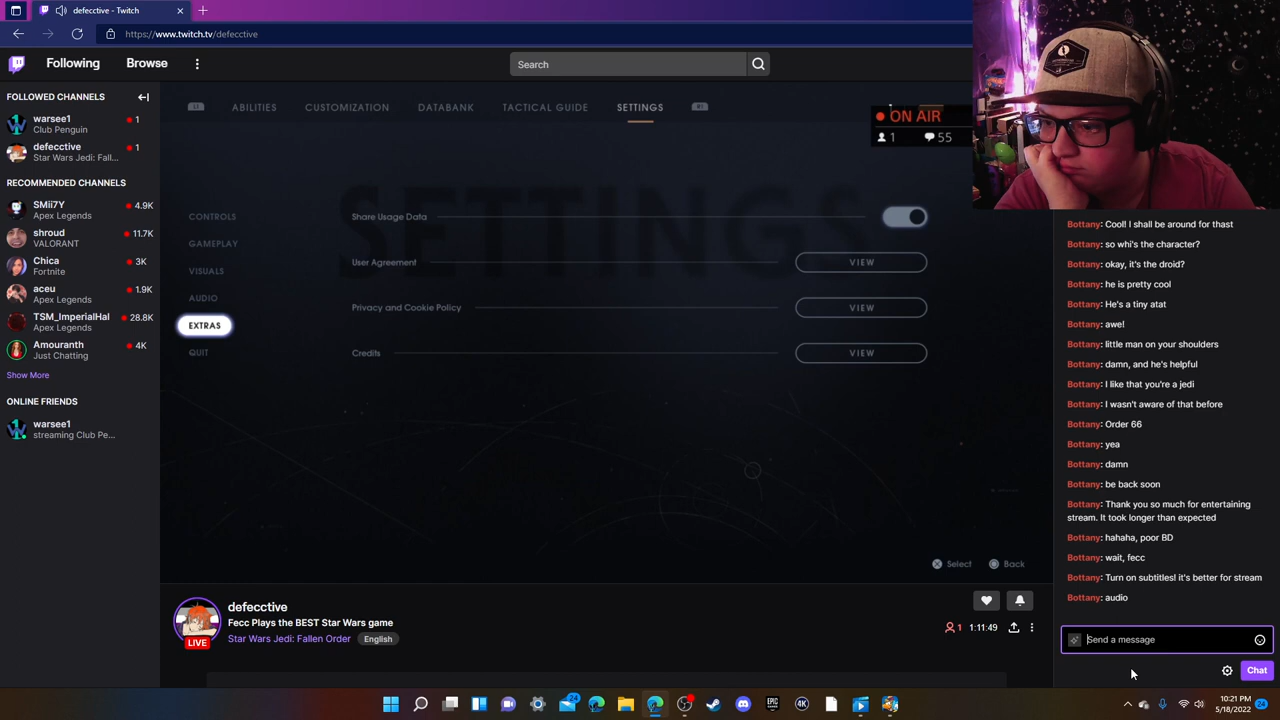 defecctive - Twitch
https://www.twitch.tv/defecctive
Following
Browse
Search
FOLLOWED CHANNELS
warsee1
1
Club Penguin
defecctive
1
Star Wars Jedi: Fall...
RECOMMENDED CHANNELS
SMii7Y
4.9K
Apex Legends
shroud
11.7K
VALORANT
Chica
3K
Fortnite
aceu
1.9K
Apex Legends
TSM_ImperialHal
28.8K
Apex Legends
Amouranth
4K
Just Chatting
Show More
ONLINE FRIENDS
warsee1
streaming Club Pe...
L1 ABILITIES CUSTOMIZATION DATABANK TACTICAL GUIDE SETTINGS R1
ON AIR
1 55
SETTINGS
CONTROLS
GAMEPLAY
VISUALS
AUDIO
EXTRAS
QUIT
Share Usage Data
User Agreement VIEW
Privacy and Cookie Policy VIEW
Credits VIEW
Select Back
defecctive
Fecc Plays the BEST Star Wars game
Star Wars Jedi: Fallen Order English
LIVE
1 1:11:49
Bottany: Cool! I shall be around for thast
Bottany: so whi's the character?
Bottany: okay, it's the droid?
Bottany: he is pretty cool
Bottany: He's a tiny atat
Bottany: awe!
Bottany: little man on your shoulders
Bottany: damn, and he's helpful
Bottany: I like that you're a jedi
Bottany: I wasn't aware of that before
Bottany: Order 66
Bottany: yea
Bottany: damn
Bottany: be back soon
Bottany: Thank you so much for entertaining
stream. It took longer than expected
Bottany: hahaha, poor BD
Bottany: wait, fecc
Bottany: Turn on subtitles! it's better for stream
Bottany: audio
Send a message
Chat
24
EPIC GAMES
4K
10:21 PM
5/18/2022
24